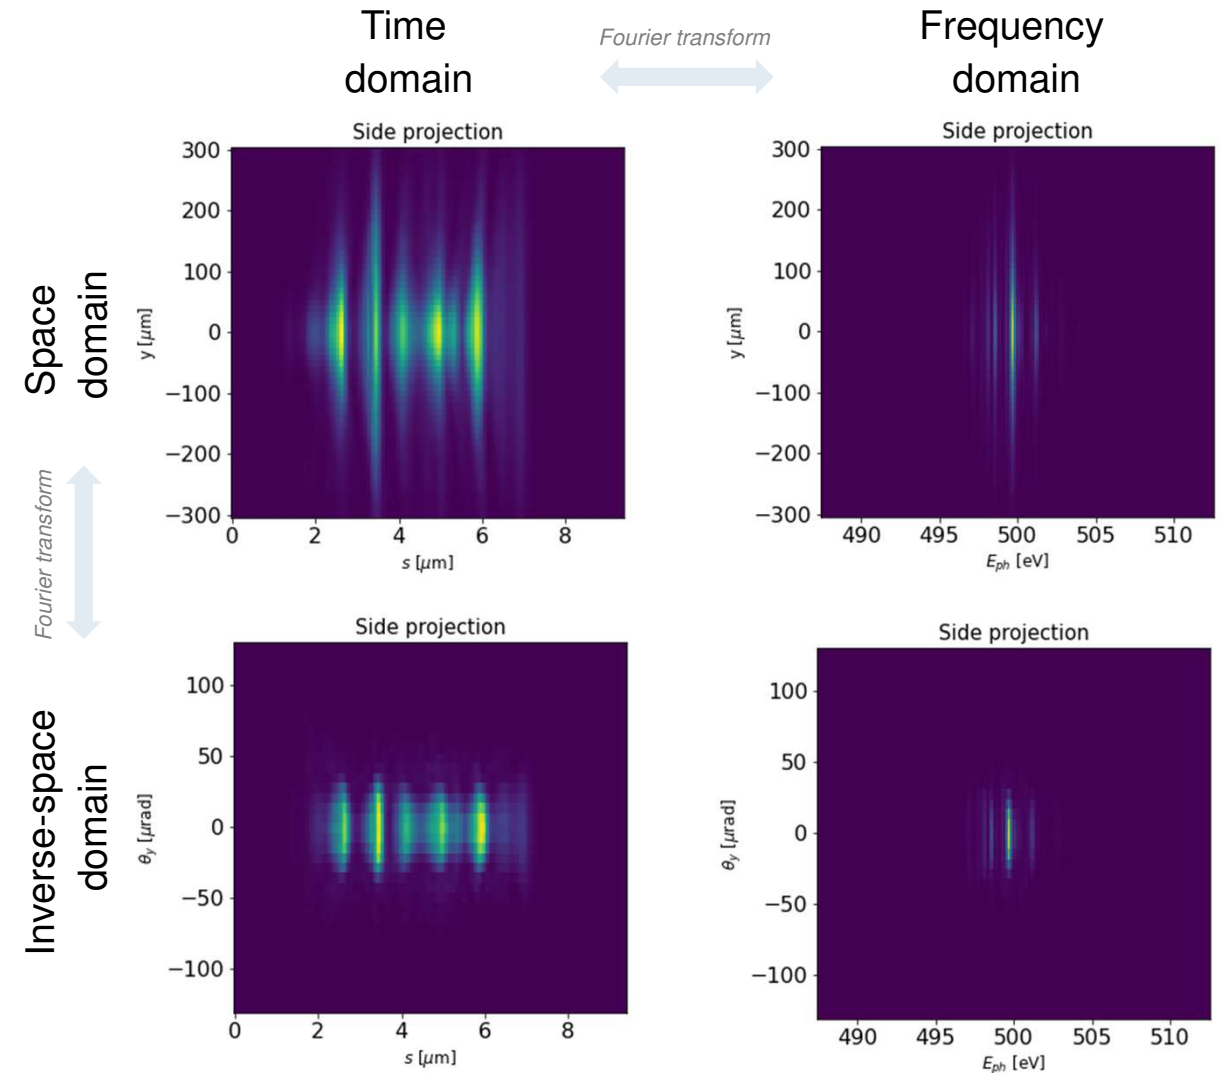 Time
domain
Fourier transform
Frequency
domain
Space
domain
Fourier transform
Inverse-space
domain
Side projection
300
200
100
0
−100
−200
−300
y [μm]
0 2 4 6 8
s [μm]
Side projection
300
200
100
0
−100
−200
−300
y [μm]
490 495 500 505 510
E_ph [eV]
Side projection
100
50
0
−50
−100
θ_y [μrad]
0 2 4 6 8
s [μm]
Side projection
100
50
0
−50
−100
θ_y [μrad]
490 495 500 505 510
E_ph [eV]